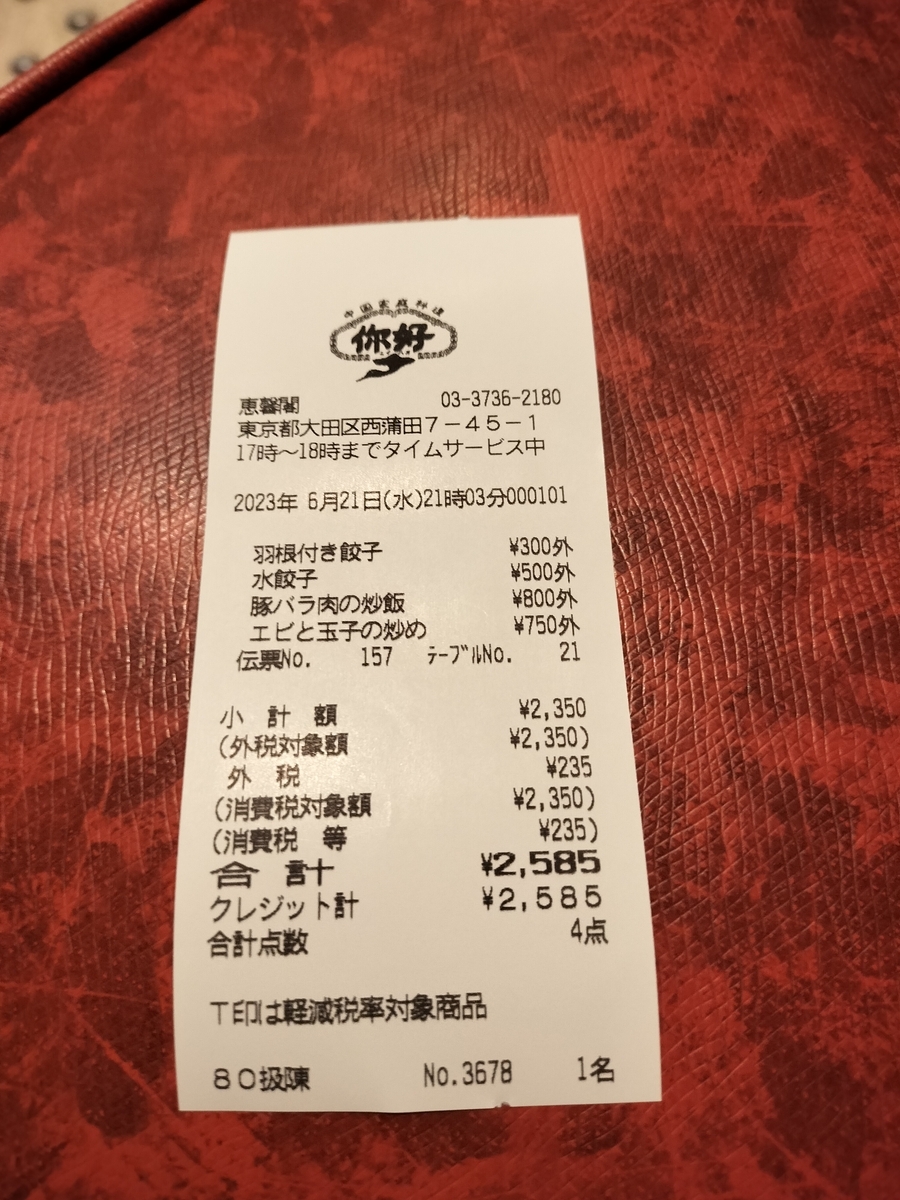 中国家庭料理
你好
恵馨閣 03-3736-2180
東京都大田区西蒲田7-45-1
17時～18時までタイムサービス中
2023年 6月21日(水)21時03分000101
羽根付き餃子 ¥300外
水餃子 ¥500外
豚バラ肉の炒飯 ¥800外
エビと玉子の炒め ¥750外
伝票No. 157 ﾃｰﾌﾞﾙNo. 21
小 計 額 ¥2,350
(外税対象額 ¥2,350)
外 税 ¥235
(消費税対象額 ¥2,350)
(消費税 等 ¥235)
合 計 ¥2,585
クレジット計 ¥2,585
合計点数 4点
T印は軽減税率対象商品
80扱陳 No.3678 1名